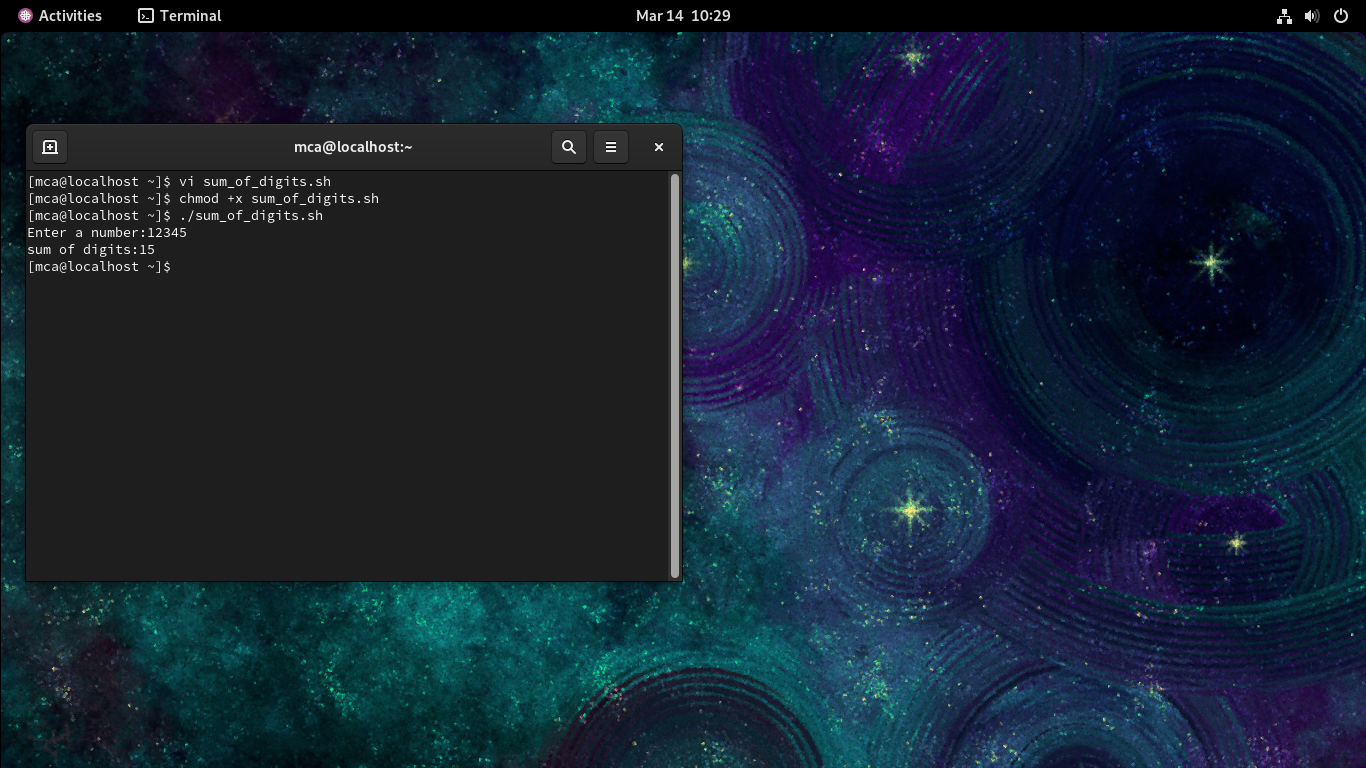 Activities Terminal Mar 14 10:29
mca@localhost:~
[mca@localhost ~]$ vi sum_of_digits.sh
[mca@localhost ~]$ chmod +x sum_of_digits.sh
[mca@localhost ~]$ ./sum_of_digits.sh
Enter a number:12345
sum of digits:15
[mca@localhost ~]$